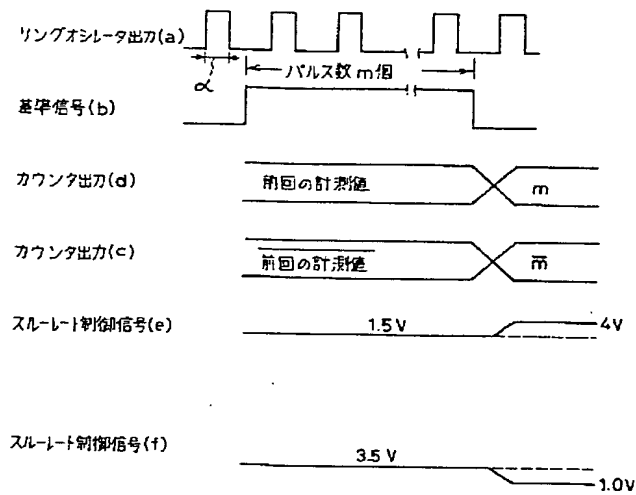 リングオシレータ出力(a)
α
パルス数m個
基準信号(b)
カウンタ出力(d)
前回の計測値
m
カウンタ出力(c)
前回の計測値
m̅
スルーレート制御信号(e)
1.5V
4V
スルーレート制御信号(f)
3.5V
1.0V